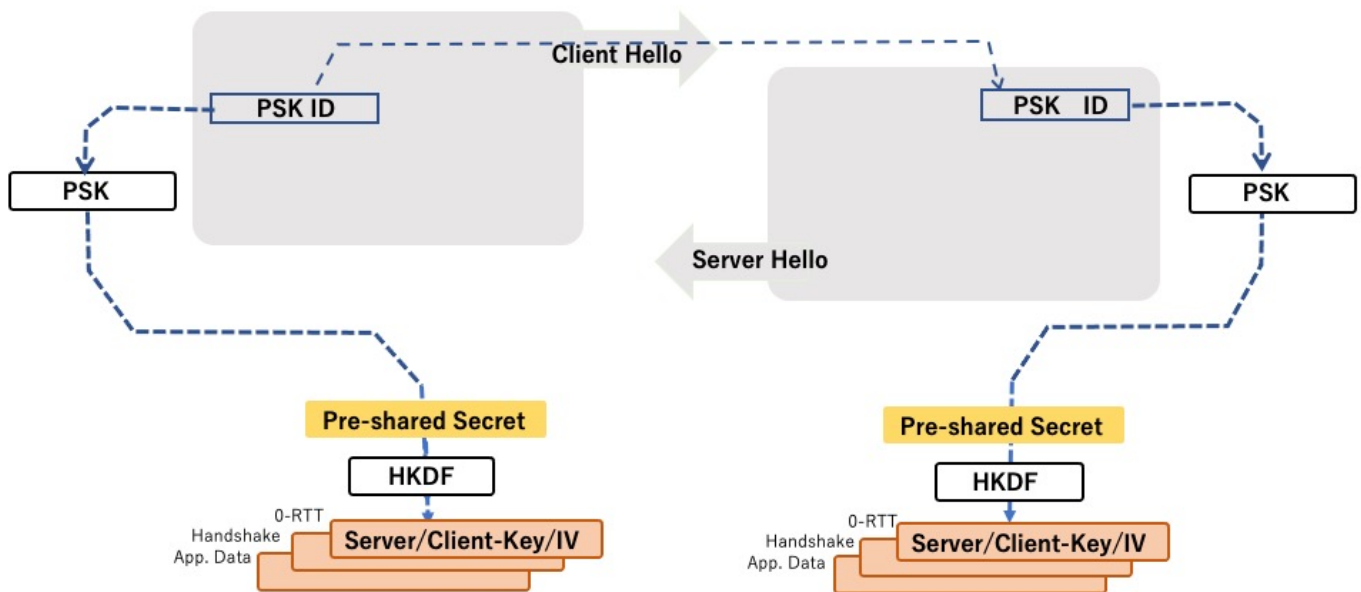 Client Hello
PSK ID
PSK ID
PSK
PSK
Server Hello
Pre-shared Secret
Pre-shared Secret
HKDF
HKDF
0-RTT
Handshake
App. Data
Server/Client-Key/IV
0-RTT
Handshake
App. Data
Server/Client-Key/IV